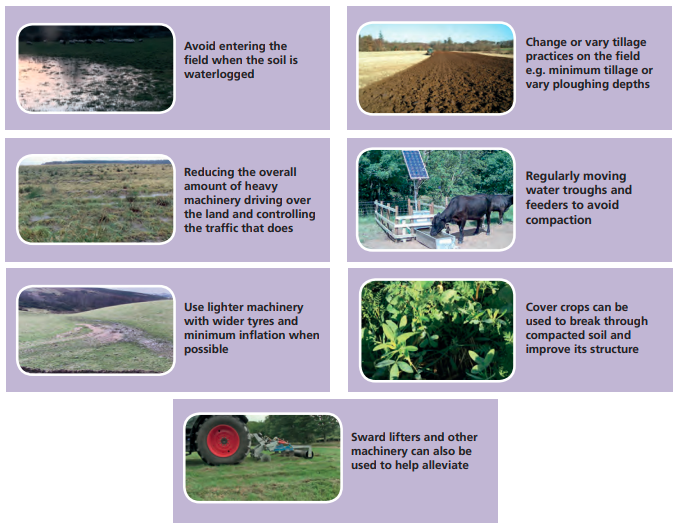 Avoid entering the
field when the soil is
waterlogged
Change or vary tillage
practices on the field
e.g. minimum tillage or
vary ploughing depths
Reducing the overall
amount of heavy
machinery driving over
the land and controlling
the traffic that does
Regularly moving
water troughs and
feeders to avoid
compaction
Use lighter machinery
with wider tyres and
minimum inflation when
possible
Cover crops can be
used to break through
compacted soil and
improve its structure
Sward lifters and other
machinery can also be
used to help alleviate